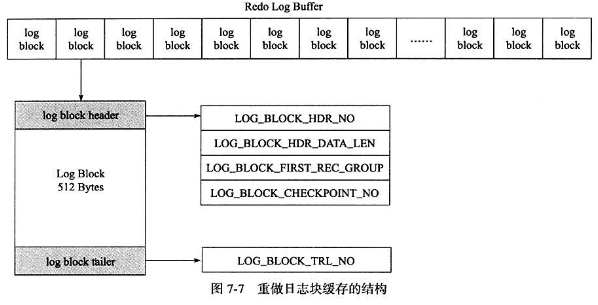 Redo Log Buffer
log block
log block
log block
log block
log block
log block
log block
log block
......
log block
log block
log block
log block header
LOG_BLOCK_HDR_NO
LOG_BLOCK_HDR_DATA_LEN
LOG_BLOCK_FIRST_REC_GROUP
LOG_BLOCK_CHECKPOINT_NO
Log Block
512 Bytes
log block tailer
LOG_BLOCK_TRL_NO
图 7-7 重做日志块缓存的结构